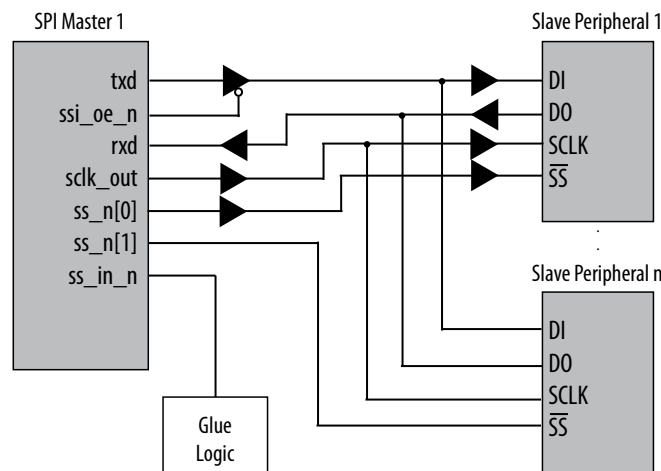 SPI Master 1
txd
ssi_oe_n
rxd
sclk_out
ss_n[0]
ss_n[1]
ss_in_n
Glue
Logic
Slave Peripheral 1
DI
DO
SCLK
SS
Slave Peripheral n
DI
DO
SCLK
SS